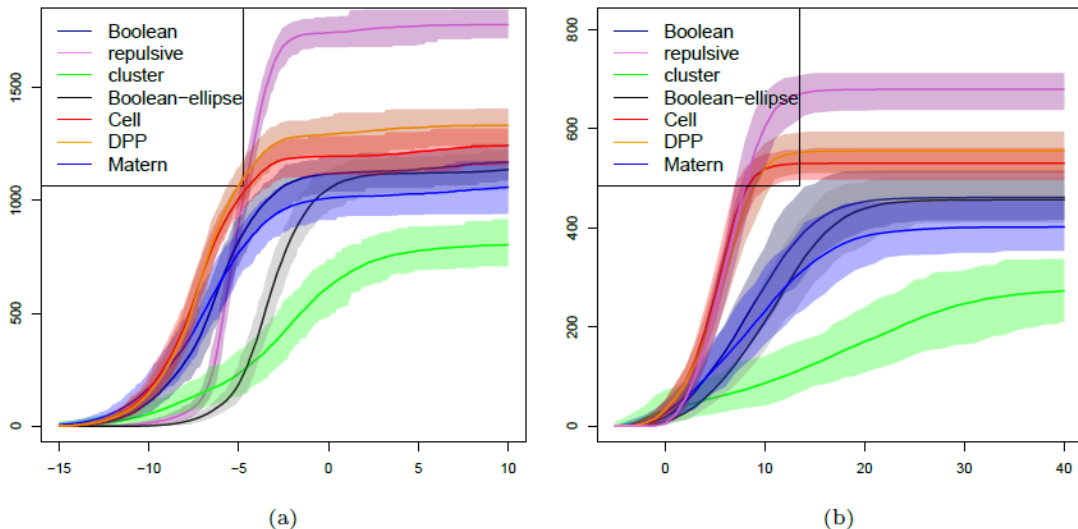 Boolean
repulsive
cluster
Boolean−ellipse
Cell
DPP
Matern
0
500
1000
1500
−15
−10
−5
0
5
10
(a)
Boolean
repulsive
cluster
Boolean−ellipse
Cell
DPP
Matern
0
200
400
600
800
0
10
20
30
40
(b)